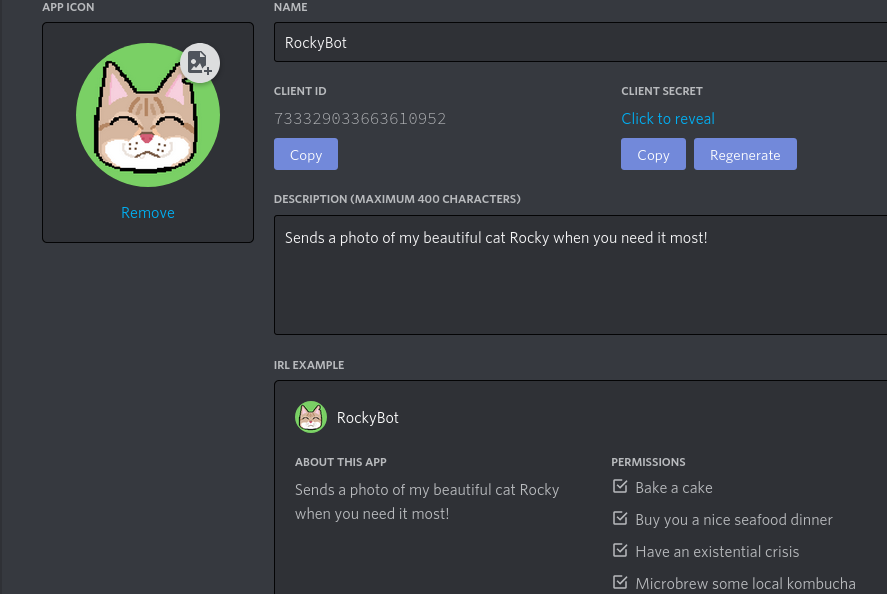 APP ICON
Remove
NAME
RockyBot
CLIENT ID
733329033663610952
Copy
CLIENT SECRET
Click to reveal
Copy Regenerate
DESCRIPTION (MAXIMUM 400 CHARACTERS)
Sends a photo of my beautiful cat Rocky when you need it most!
IRL EXAMPLE
RockyBot
ABOUT THIS APP
Sends a photo of my beautiful cat Rocky
when you need it most!
PERMISSIONS
Bake a cake
Buy you a nice seafood dinner
Have an existential crisis
Microbrew some local kombucha